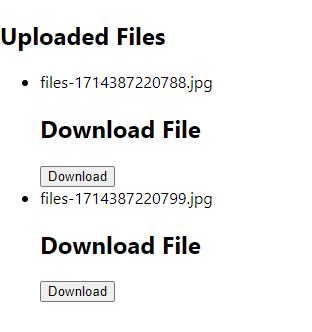 Uploaded Files
files-1714387220788.jpg
Download File
Download
files-1714387220799.jpg
Download File
Download